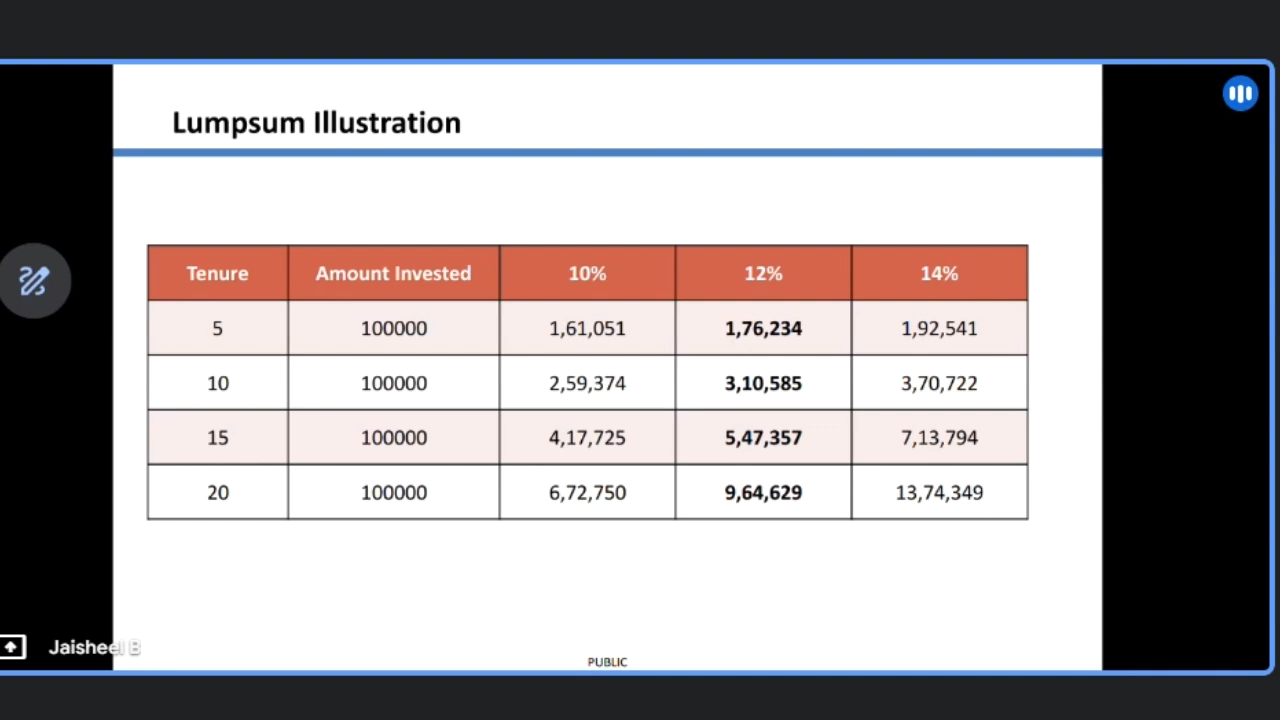 Lumpsum Illustration
Tenure Amount Invested 10% 12% 14%
5 100000 1,61,051 1,76,234 1,92,541
10 100000 2,59,374 3,10,585 3,70,722
15 100000 4,17,725 5,47,357 7,13,794
20 100000 6,72,750 9,64,629 13,74,349
Jaisheel B
PUBLIC